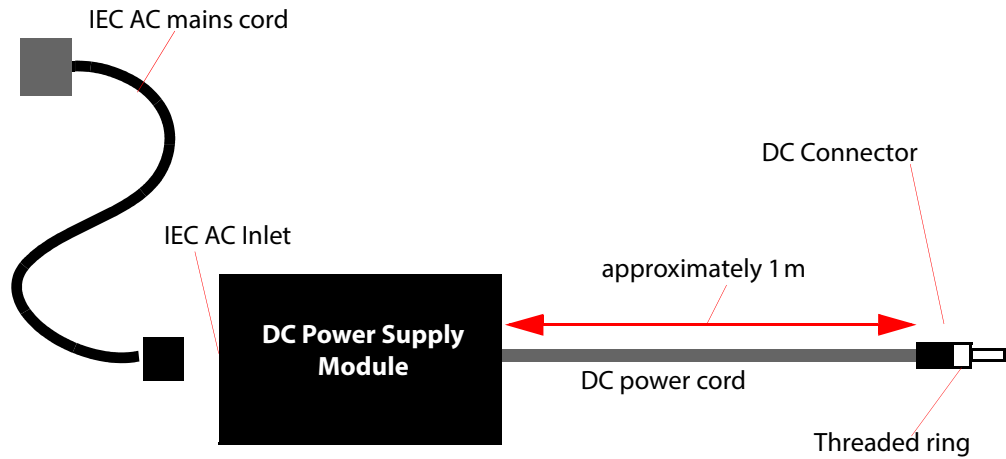 IEC AC mains cord
DC Connector
IEC AC Inlet
approximately 1 m
DC Power Supply
Module
DC power cord
Threaded ring